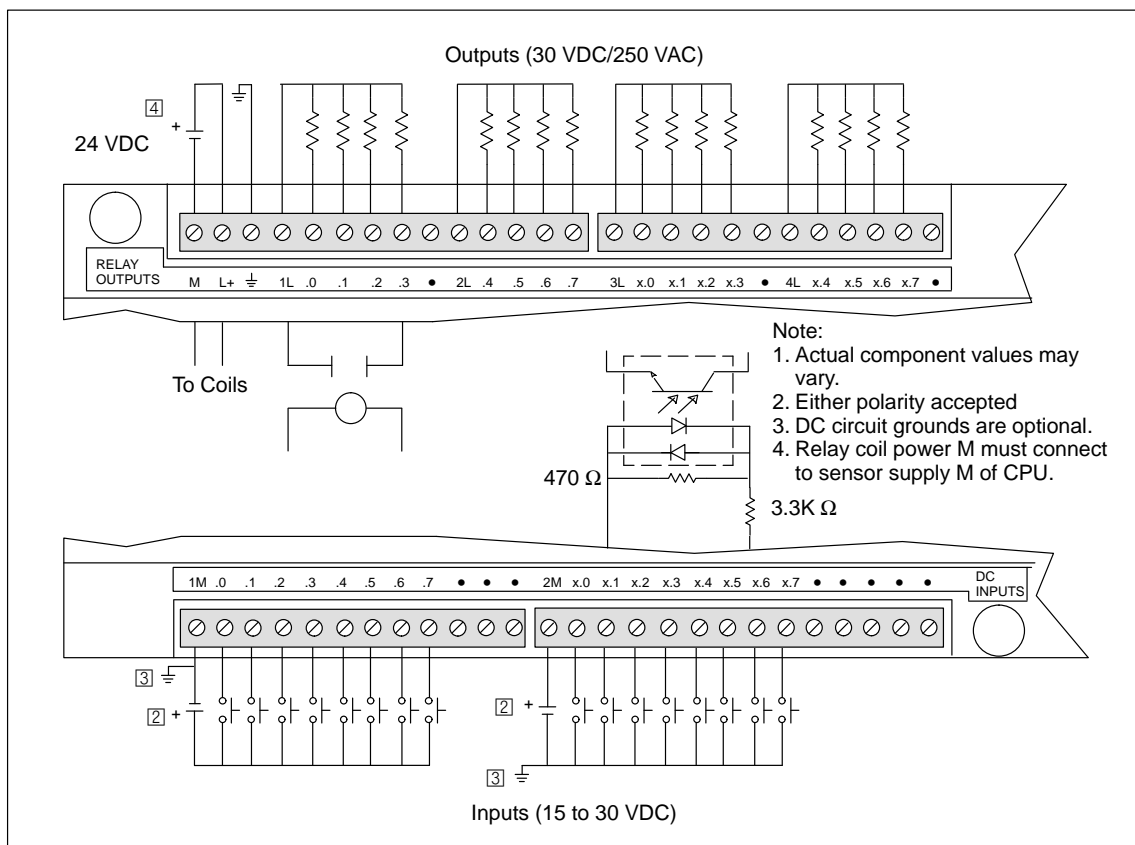 Outputs (30 VDC/250 VAC)
4
+
24 VDC
RELAY
OUTPUTS
M L+ ⏚ 1L .0 .1 .2 .3 • 2L .4 .5 .6 .7 3L x.0 x.1 x.2 x.3 • 4L x.4 x.5 x.6 x.7 •
To Coils
Note:
1. Actual component values may
vary.
2. Either polarity accepted
3. DC circuit grounds are optional.
4. Relay coil power M must connect
to sensor supply M of CPU.
470 Ω
3.3K Ω
1M .0 .1 .2 .3 .4 .5 .6 .7 • • • 2M x.0 x.1 x.2 x.3 x.4 x.5 x.6 x.7 • • • • •
DC
INPUTS
3
2 +
2 +
3
Inputs (15 to 30 VDC)